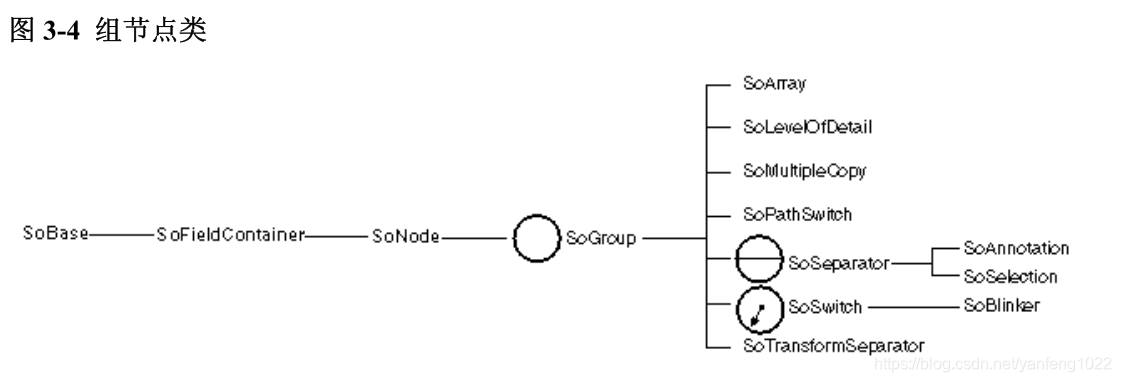 图 3-4 组节点类
SoArray
SoLevelOfDetail
SoMultipleCopy
SoPathSwitch
SoBase SoFieldContainer SoNode SoGroup
SoSeparator SoAnnotation
SoSelection
SoSwitch SoBlinker
SoTransformSeparator
https://blog.csdn.net/yanfeng1022